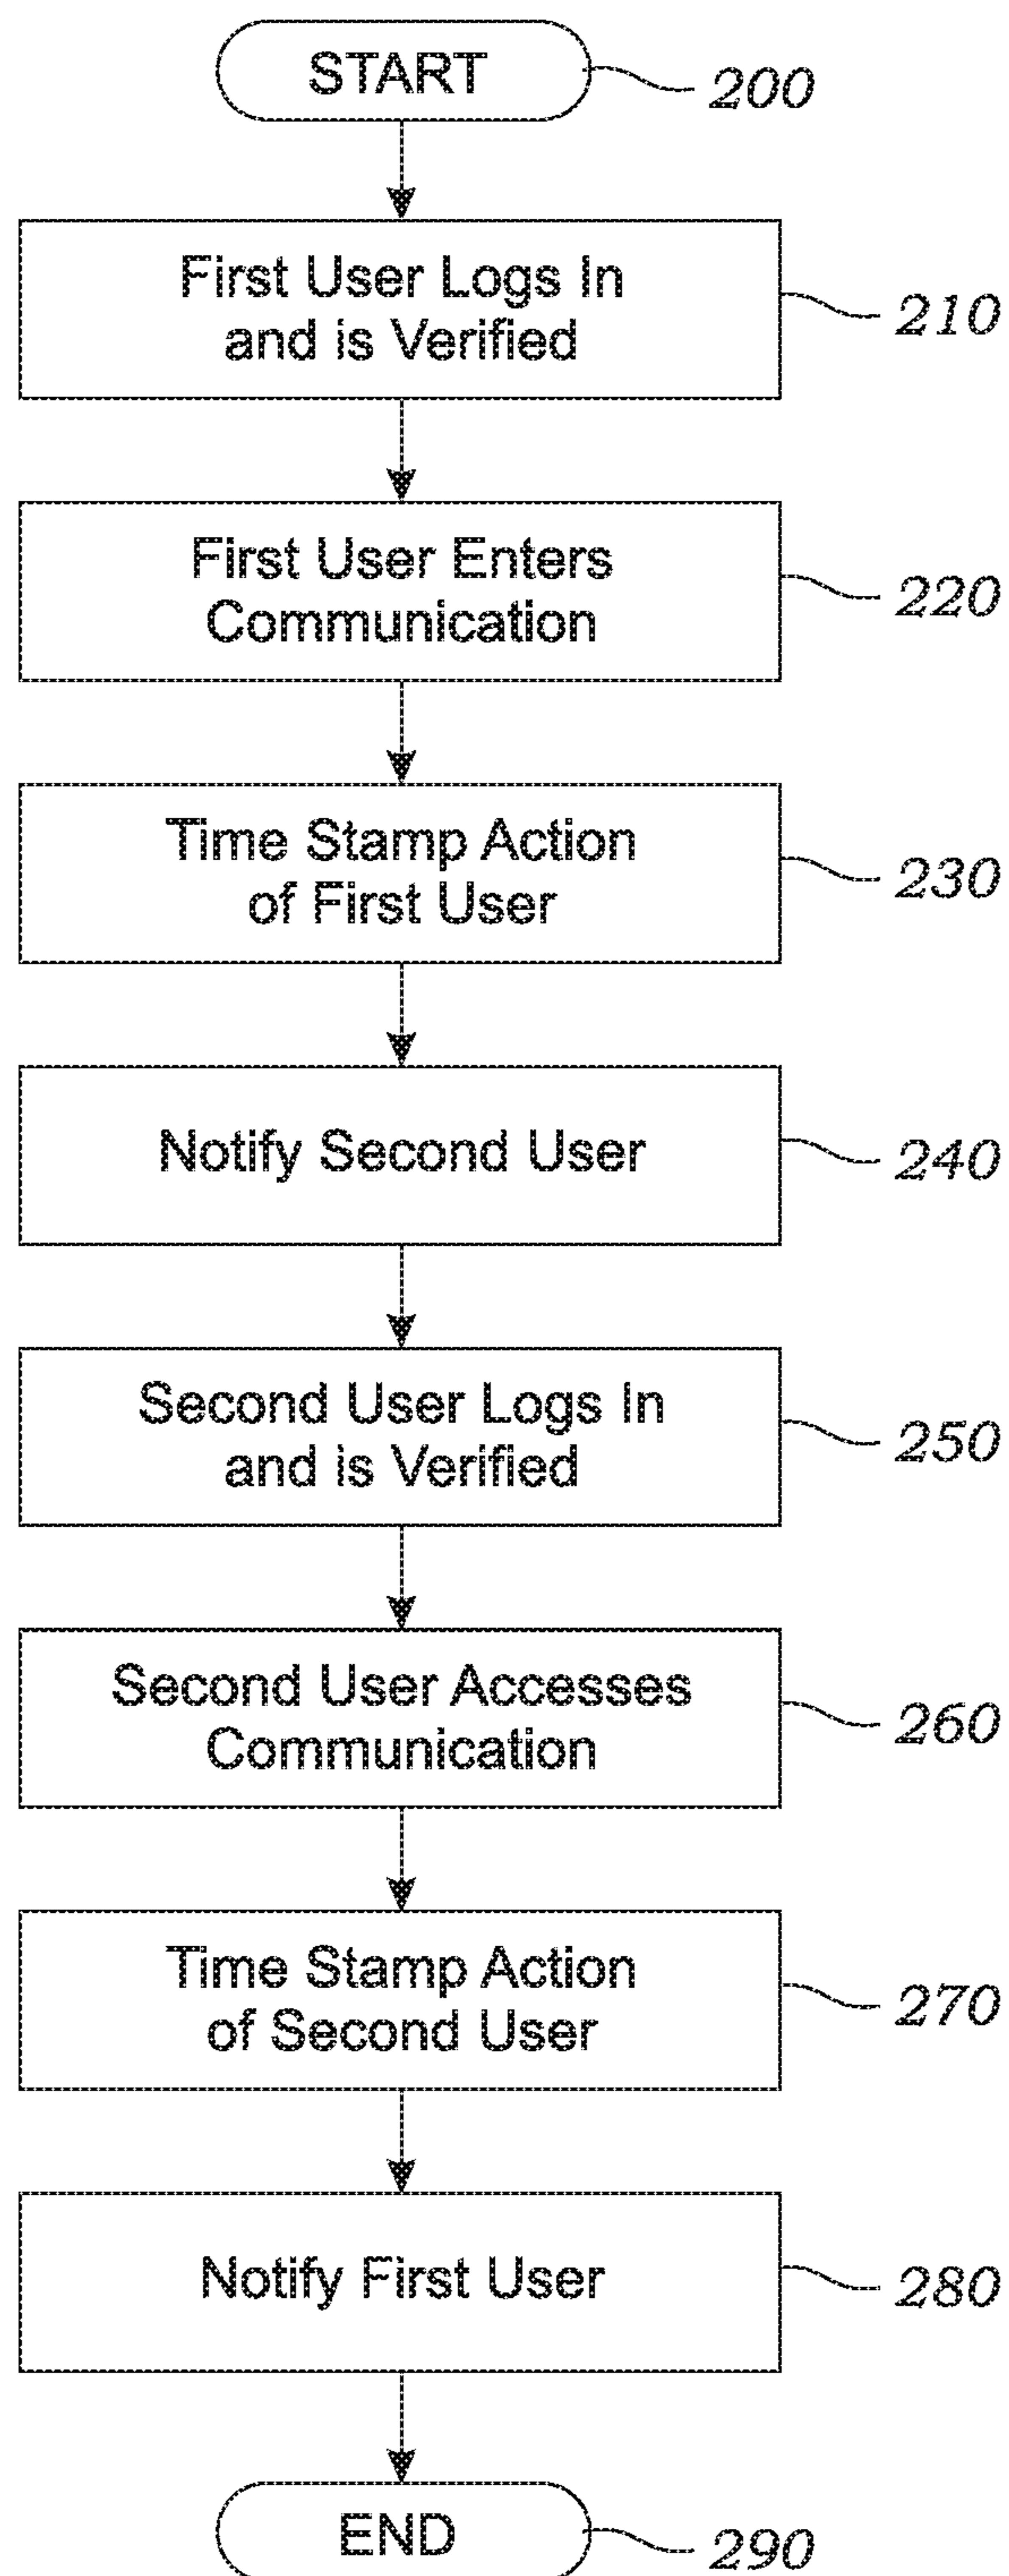 START
200
First User Logs In
and is Verified
210
First User Enters
Communication
220
Time Stamp Action
of First User
230
Notify Second User
240
Second User Logs In
and is Verified
250
Second User Accesses
Communication
260
Time Stamp Action
of Second User
270
Notify First User
280
END
290